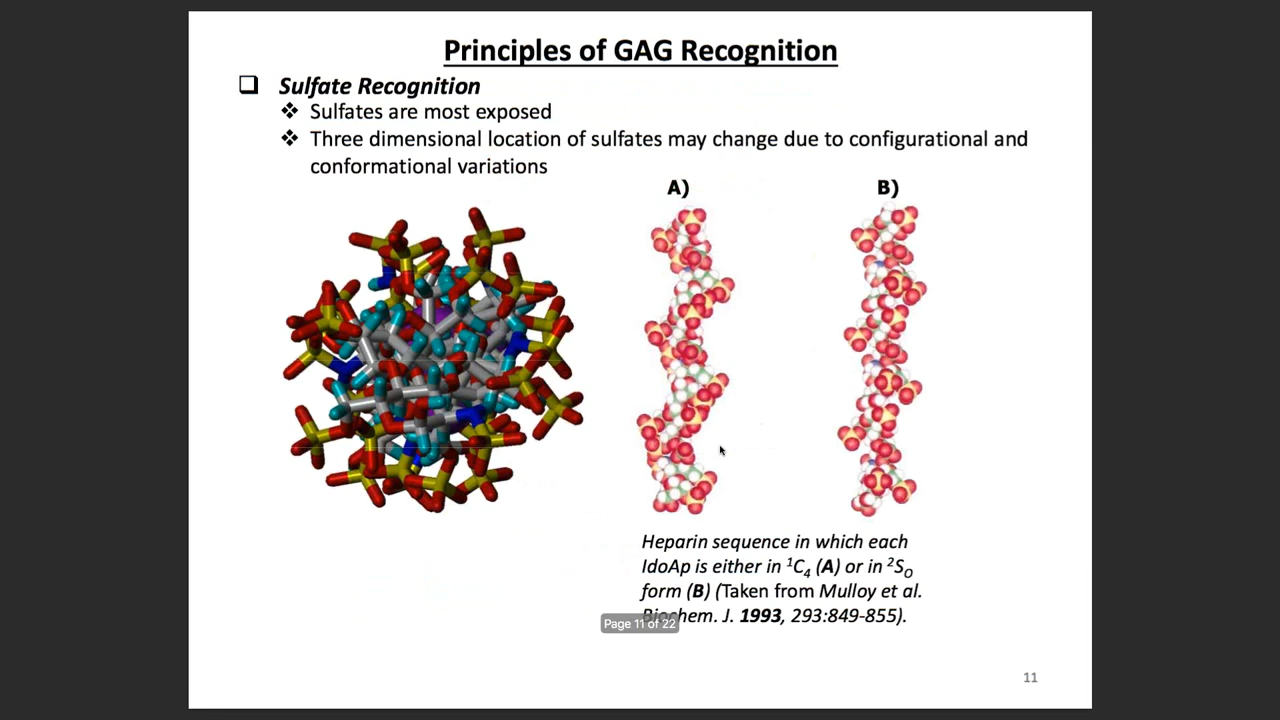 Principles of GAG Recognition
❑ Sulfate Recognition
❖ Sulfates are most exposed
❖ Three dimensional location of sulfates may change due to configurational and
conformational variations
A) B)
Heparin sequence in which each
IdoAp is either in ¹C₄ (A) or in ²Sₒ
form (B) (Taken from Mulloy et al.
Biochem. J. 1993, 293:849-855).
Page 11 of 22
11